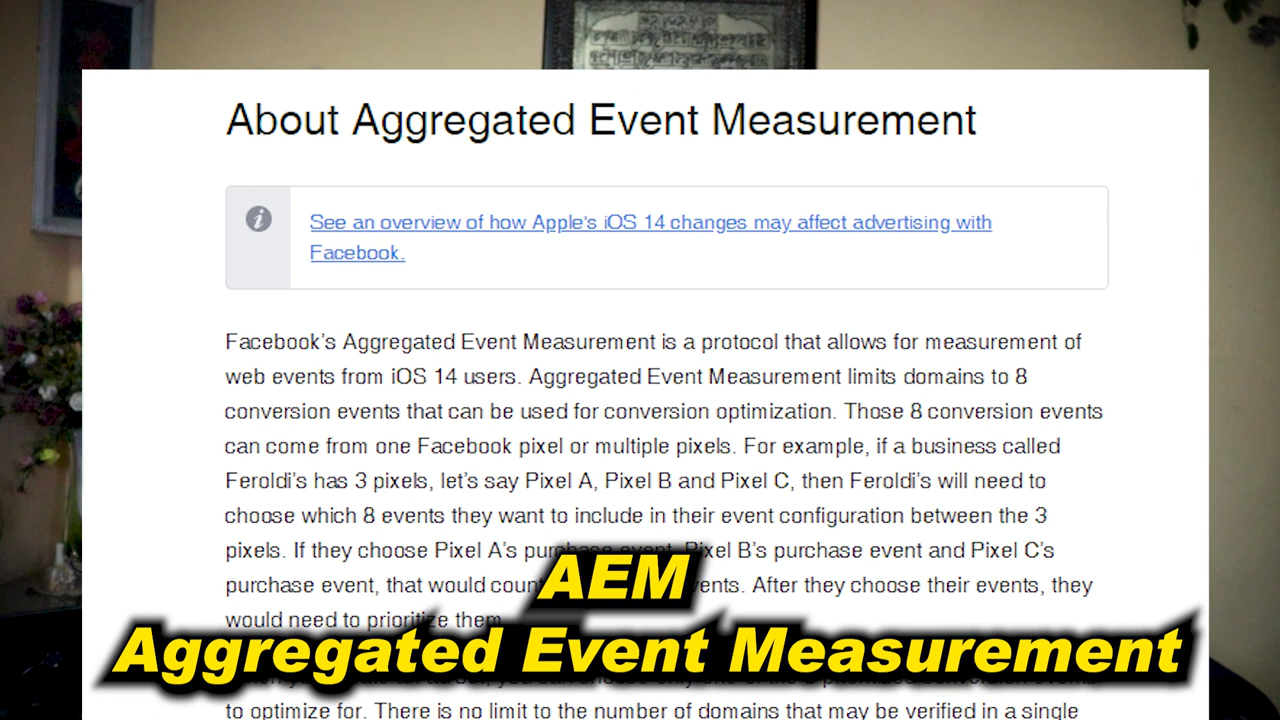 About Aggregated Event Measurement
See an overview of how Apple's iOS 14 changes may affect advertising with
Facebook.
Facebook's Aggregated Event Measurement is a protocol that allows for measurement of
web events from iOS 14 users. Aggregated Event Measurement limits domains to 8
conversion events that can be used for conversion optimization. Those 8 conversion events
can come from one Facebook pixel or multiple pixels. For example, if a business called
Feroldi's has 3 pixels, let's say Pixel A, Pixel B and Pixel C, then Feroldi's will need to
choose which 8 events they want to include in their event configuration between the 3
pixels. If they choose Pixel A's purchase event, Pixel B's purchase event and Pixel C's
purchase event, that would count events. After they choose their events, they
would need to prioritize them.
AEM
Aggregated Event Measurement
to optimize for. There is no limit to the number of domains that may be verified in a single